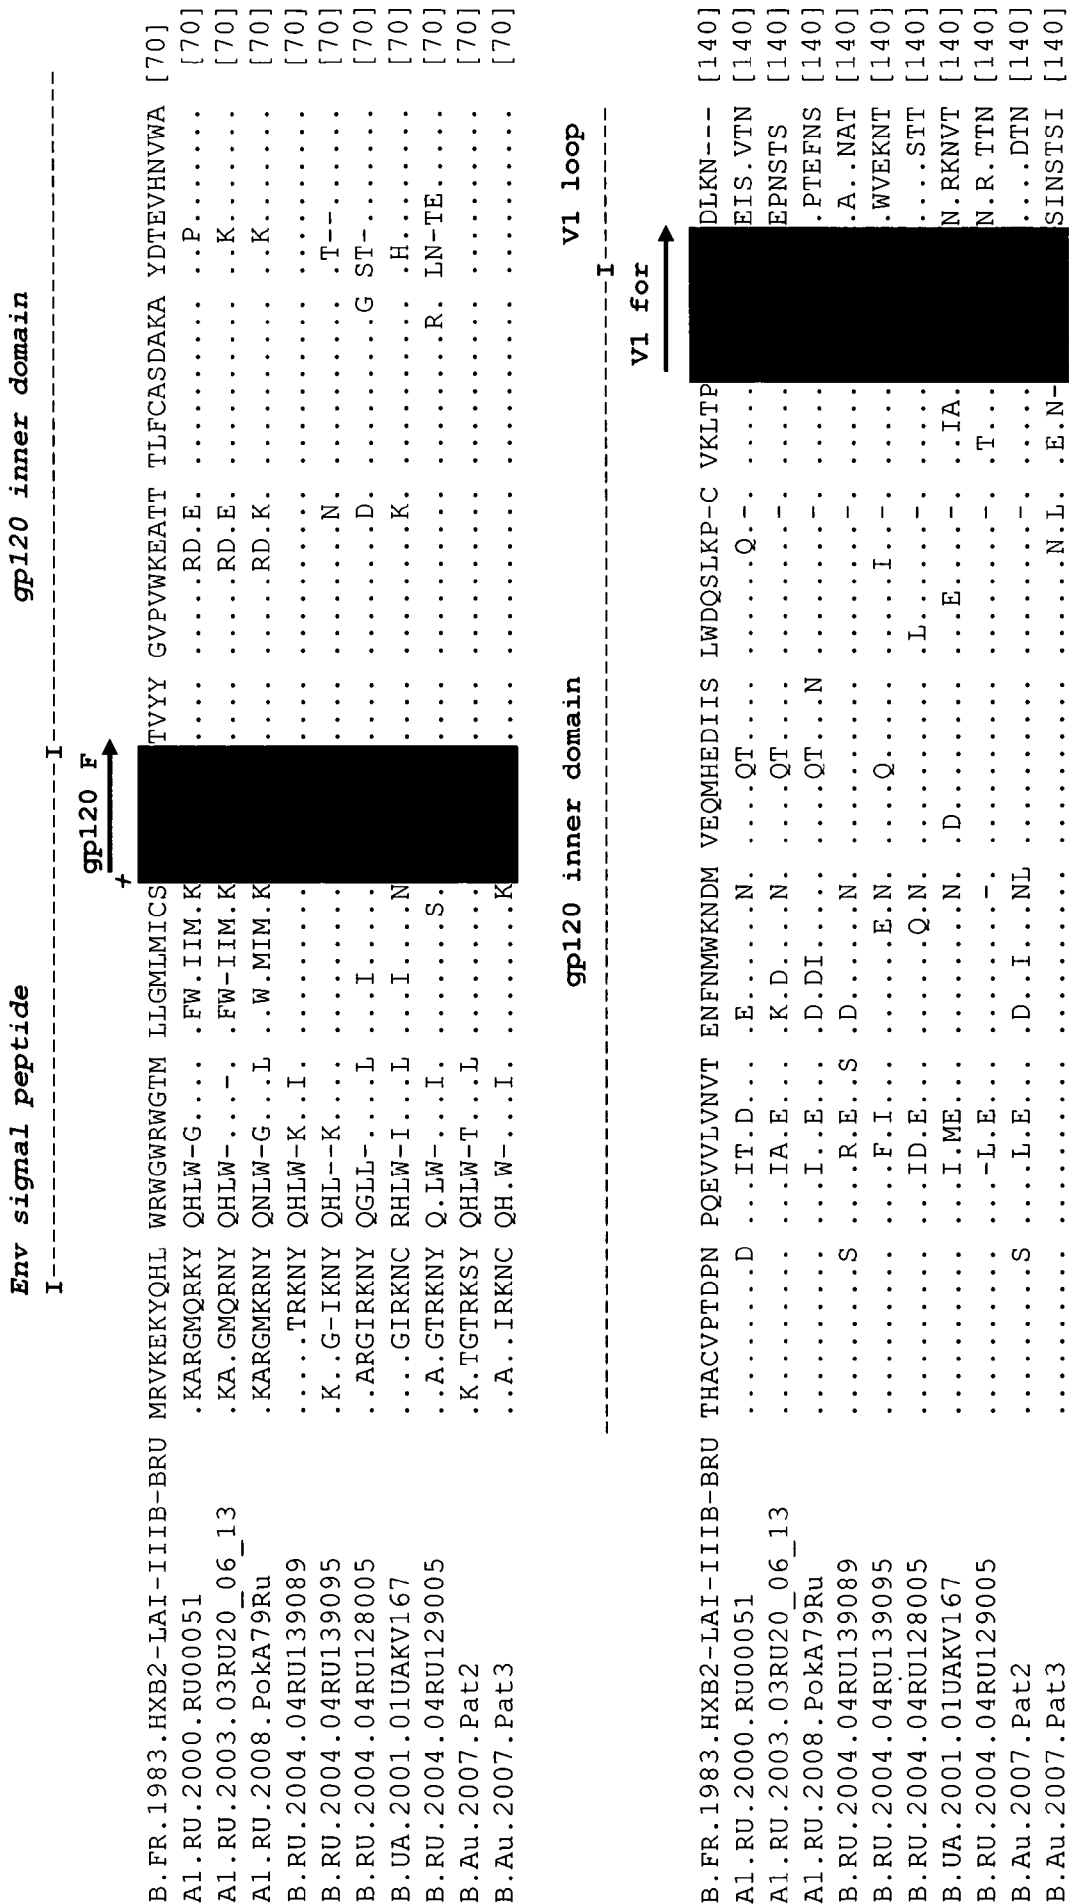 Env signal peptide gp120 inner domain
I-----------------------------------I------------------------------------------
gp120 F
+
B.FR.1983.HXB2-LAI-IIIB-BRU MRVKEKYQHL WRWGWRWGTM LLGMLMICS TVYY GVPVWKEATT TLFCASDAKA YDTEVHNVWA [70]
A1.RU.2000.RU00051 .KARGMQRKY QHLW-G.... .FW.IIM.K .... .....RD.E. .......... ...P...... [70]
A1.RU.2003.03RU20_06_13 .KA.GMQRNY QHLW-...-. .FW-IIM.K .... .....RD.E. .......... ...K...... [70]
A1.RU.2008.PokA79Ru .KARGMKRNY QNLW-G...L ..W.MIM.K .... .....RD.K. .......... ...K...... [70]
B.RU.2004.04RU139089 .....TRKNY QHLW-K..I. ......... .... .......... .......... .......... [70]
B.RU.2004.04RU139095 .K..G-IKNY QHL--K.... ......... .... .......N.. .......... ..T--..... [70]
B.RU.2004.04RU128005 ..ARGIRKNY QGLL-....L ....I.... .... .......D.. .........G ST-....... [70]
B.UA.2001.01UAKV167 ....GIRKNC RHLW-I...L ....I...N .... .......K.. .......... ..H....... [70]
B.RU.2004.04RU129005 ..A.GTRKNY Q.LW-...I. .......S. .... .......... ........R. LN-TE..... [70]
B.Au.2007.Pat2 .K.TGTRKSY QHLW-T...L ......... .... .......... .......... .......... [70]
B.Au.2007.Pat3 ..A..IRKNC QH.W-...I. ........K .... .......... .......... .......... [70]
gp120 inner domain V1 loop
-------------------------------------------------------------------I-----------
V1 for
B.FR.1983.HXB2-LAI-IIIB-BRU THACVPTDPN PQEVVLVNVT ENFNMWKNDM VEQMHEDIIS LWDQSLKP-C VKLTP DLKN--- [140]
A1.RU.2000.RU00051 ........D. ...IT.D... .E.....N.. ....QT.... ......Q.-. ..... EIS.VTN [140]
A1.RU.2003.03RU20_06_13 .......... ...IA.E... .K.D...N.. ....QT.... ........-. ..... EPNSTS [140]
A1.RU.2008.PokA79Ru .......... ...I..E... .D.DI..... ....QT...N ........-. ..... .PTEFNS [140]
B.RU.2004.04RU139089 ........S. ....R.E..S .D.....N.. .......... ........-. ..... .A..NAT [140]
B.RU.2004.04RU139095 .......... ....F.I... .....E.N.. ....Q..... .....I..-. ..... .WVEKNT [140]
B.RU.2004.04RU128005 .......... ...ID.E... .....Q.N.. .......... ..L.....-. ..... ....STT [140]
B.UA.2001.01UAKV167 .......... ...I.ME... .......N.. .D........ ...E....-. ..IA. N.RKNVT [140]
B.RU.2004.04RU129005 .......... ...-L.E... .......-.. .......... ........-. .T... N.R.TTN [140]
B.Au.2007.Pat2 ........S. ....L.E... .D..I..NL. .......... ........-. ..... ....DTN [140]
B.Au.2007.Pat3 N.L. .E.N- SINSTSI [140]